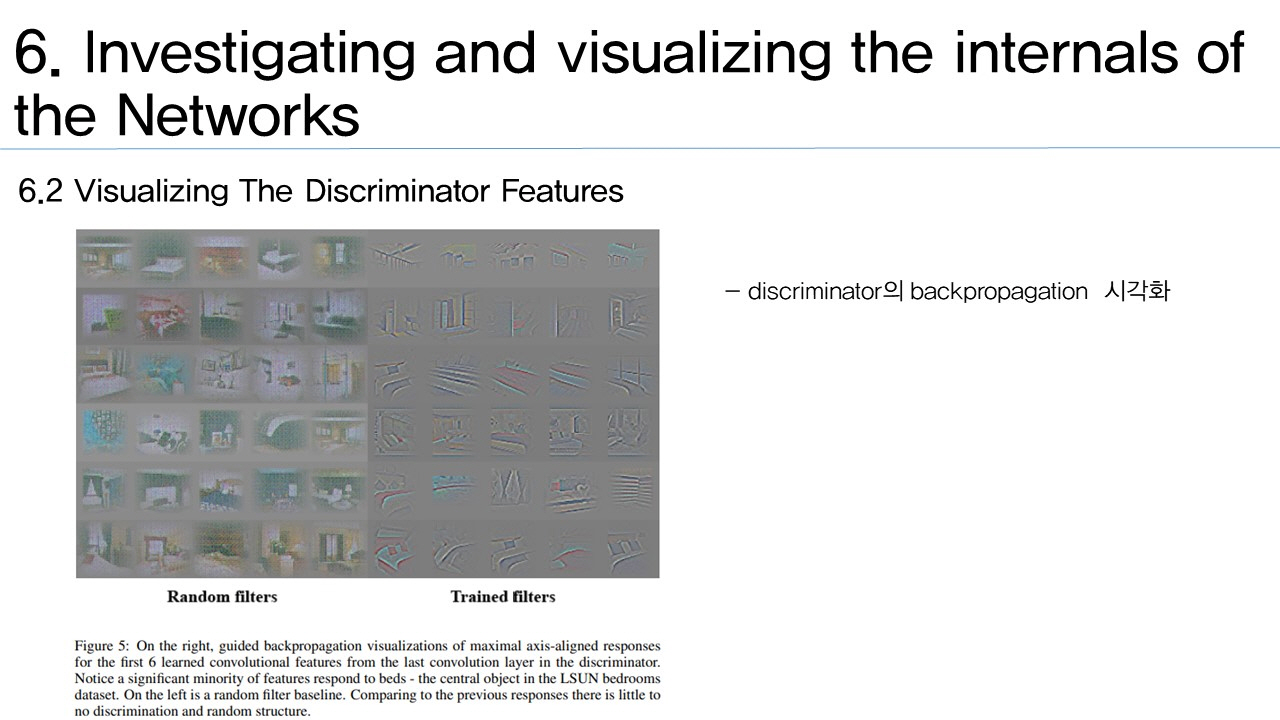 6. Investigating and visualizing the internals of
the Networks
6.2 Visualizing The Discriminator Features
– discriminator의 backpropagation 시각화
Random filters
Trained filters
Figure 5: On the right, guided backpropagation visualizations of maximal axis-aligned responses
for the first 6 learned convolutional features from the last convolution layer in the discriminator.
Notice a significant minority of features respond to beds - the central object in the LSUN bedrooms
dataset. On the left is a random filter baseline. Comparing to the previous responses there is little to
no discrimination and random structure.